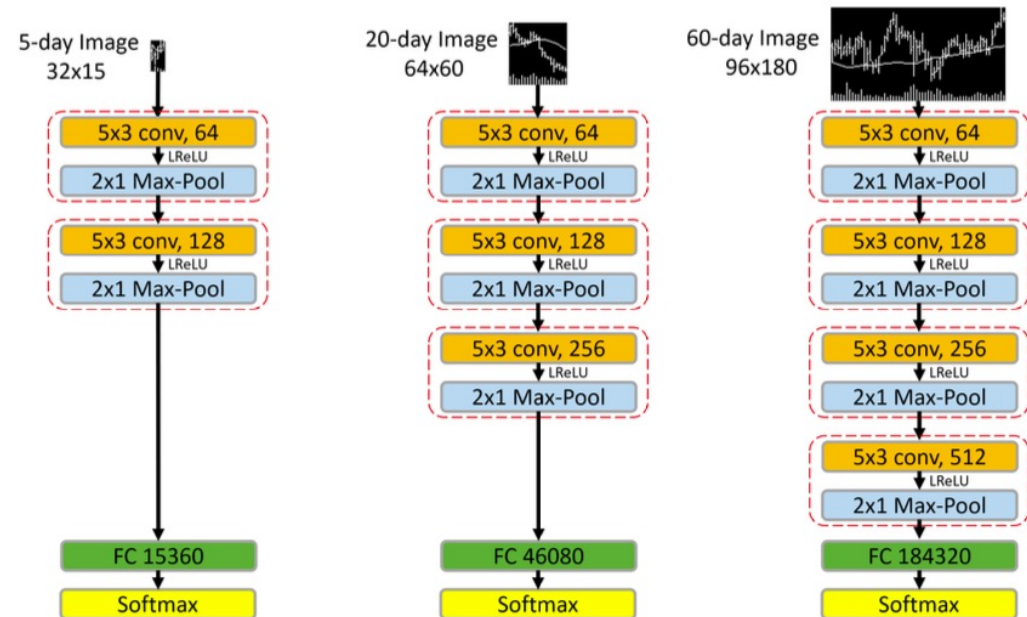 5-day Image
32x15
5x3 conv, 64
LReLU
2x1 Max-Pool
5x3 conv, 128
LReLU
2x1 Max-Pool
FC 15360
Softmax
20-day Image
64x60
5x3 conv, 64
LReLU
2x1 Max-Pool
5x3 conv, 128
LReLU
2x1 Max-Pool
5x3 conv, 256
LReLU
2x1 Max-Pool
FC 46080
Softmax
60-day Image
96x180
5x3 conv, 64
LReLU
2x1 Max-Pool
5x3 conv, 128
LReLU
2x1 Max-Pool
5x3 conv, 256
LReLU
2x1 Max-Pool
5x3 conv, 512
LReLU
2x1 Max-Pool
FC 184320
Softmax